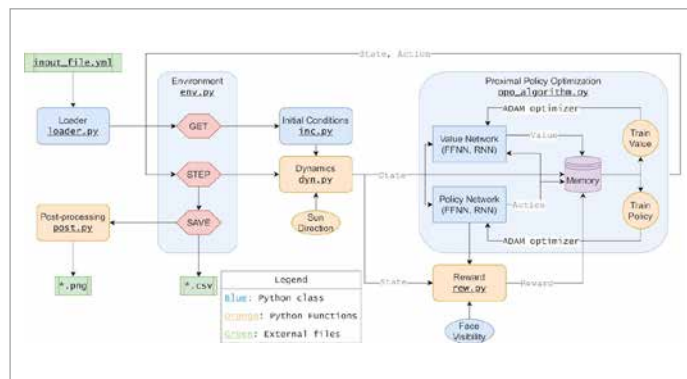 input_file.yml
State, Action
Environment
env.py
Proximal Policy Optimization
ppo_algorithm.py
ADAM optimizer
Loader
loader.py
GET
Initial Conditions
inc.py
Value Network
(FFNN, RNN)
Value
Train
Value
STEP
Dynamics
dyn.py
State
Memory
Post-processing
post.py
SAVE
Sun
Direction
Policy Network
(FFNN, RNN)
Action
Train
Policy
ADAM optimizer
*.png
*.csv
Legend
Blue: Python class
Orange: Python Functions
Green: External files
State
Reward
rew.py
Reward
Face
Visibility